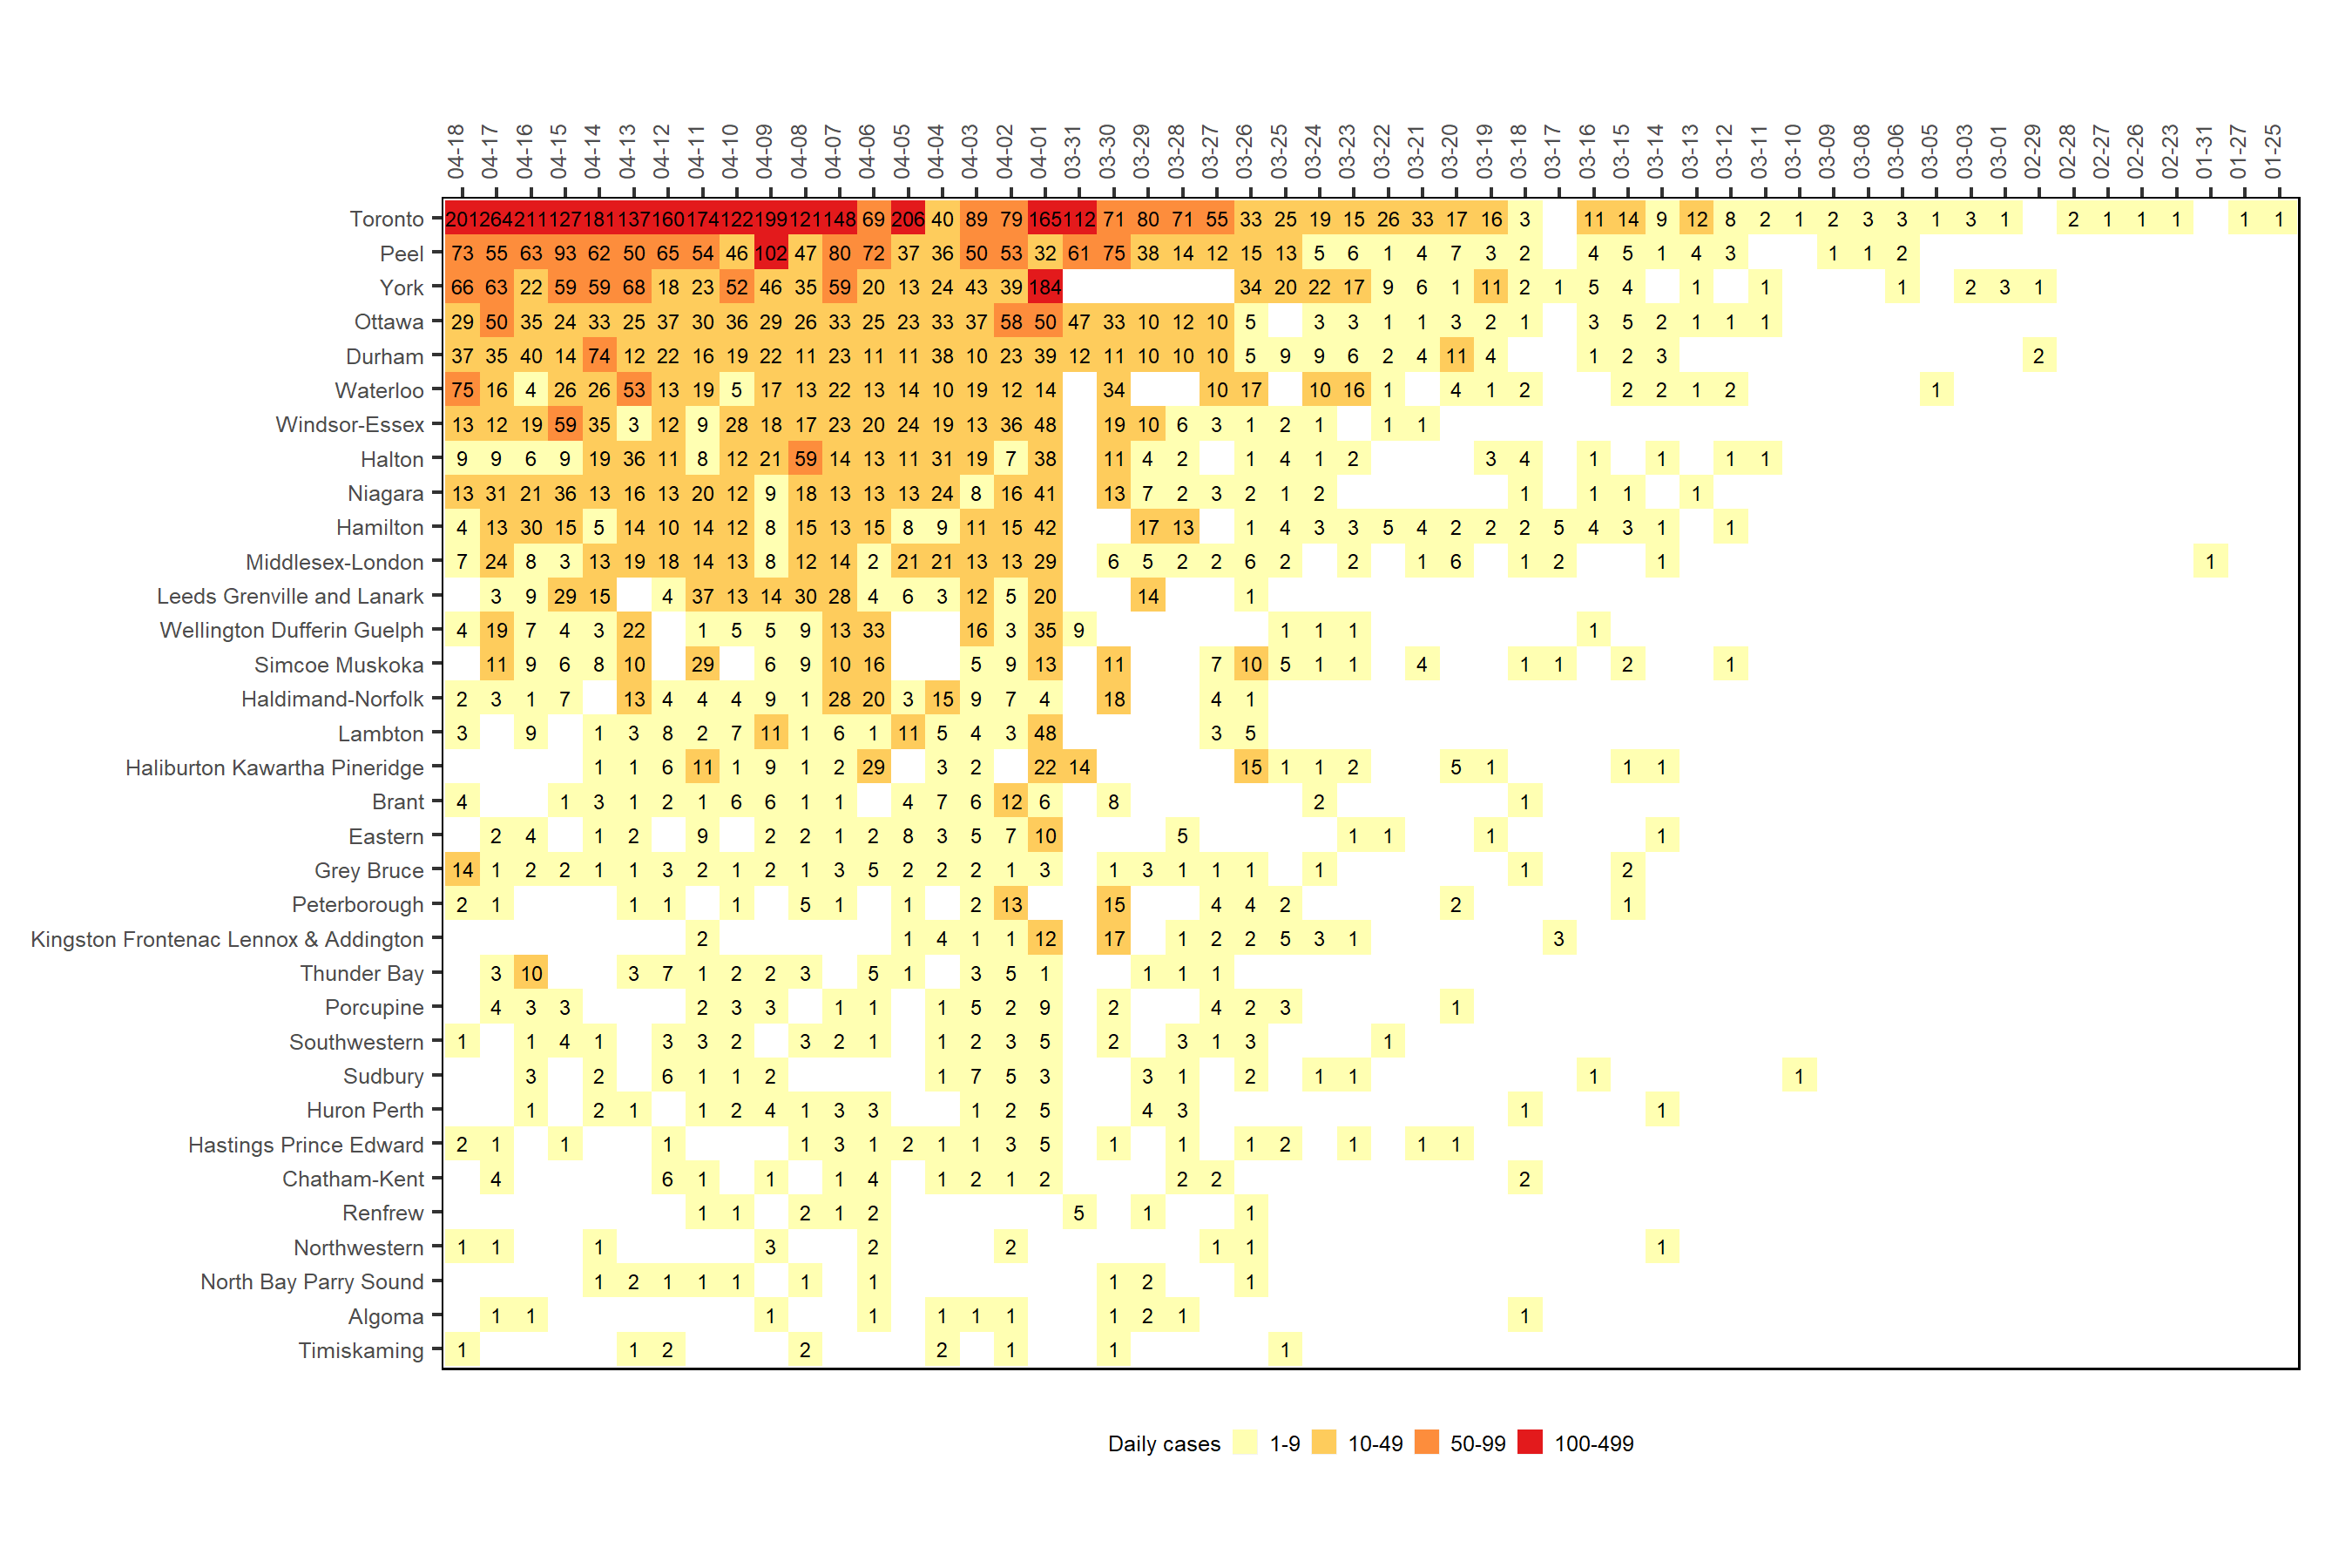 04-18 04-17 04-16 04-15 04-14 04-13 04-12 04-11 04-10 04-09 04-08 04-07 04-06 04-05 04-04 04-03 04-02 04-01 03-31 03-30 03-29 03-28 03-27 03-26 03-25 03-24 03-23 03-22 03-21 03-20 03-19 03-18 03-17 03-16 03-15 03-14 03-13 03-12 03-11 03-10 03-09 03-08 03-06 03-05 03-03 03-01 02-29 02-28 02-27 02-26 02-23 01-31 01-27 01-25
Toronto 201 264 211 127 181 137 160 174 122 199 121 148 69 206 40 89 79 165 112 71 80 71 55 33 25 19 15 26 33 17 16 3 11 14 9 12 8 2 1 2 3 3 1 3 1 2 1 1 1 1 1
Peel 73 55 63 93 62 50 65 54 46 102 47 80 72 37 36 50 53 32 61 75 38 14 12 15 13 5 6 1 4 7 3 2 4 5 1 4 3 1 1 2
York 66 63 22 59 59 68 18 23 52 46 35 59 20 13 24 43 39 184 34 20 22 17 9 6 1 11 2 1 5 4 1 1 1 2 3 1
Ottawa 29 50 35 24 33 25 37 30 36 29 26 33 25 23 33 37 58 50 47 33 10 12 10 5 3 3 1 1 3 2 1 3 5 2 1 1 1
Durham 37 35 40 14 74 12 22 16 19 22 11 23 11 11 38 10 23 39 12 11 10 10 10 5 9 9 6 2 4 11 4 1 2 3 2
Waterloo 75 16 4 26 26 53 13 19 5 17 13 22 13 14 10 19 12 14 34 10 17 10 16 1 4 1 2 2 2 1 2 1
Windsor-Essex 13 12 19 59 35 3 12 9 28 18 17 23 20 24 19 13 36 48 19 10 6 3 1 2 1 1 1
Halton 9 9 6 9 19 36 11 8 12 21 59 14 13 11 31 19 7 38 11 4 2 1 4 1 2 3 4 1 1 1 1
Niagara 13 31 21 36 13 16 13 20 12 9 18 13 13 13 24 8 16 41 13 7 2 3 2 1 2 1 1 1 1
Hamilton 4 13 30 15 5 14 10 14 12 8 15 13 15 8 9 11 15 42 17 13 1 4 3 3 5 4 2 2 2 5 4 3 1 1
Middlesex-London 7 24 8 3 13 19 18 14 13 8 12 14 2 21 21 13 13 29 6 5 2 2 6 2 2 1 6 1 2 1 1
Leeds Grenville and Lanark 3 9 29 15 4 37 13 14 30 28 4 6 3 12 5 20 14 1
Wellington Dufferin Guelph 4 19 7 4 3 22 1 5 5 9 13 33 16 3 35 9 1 1 1 1
Simcoe Muskoka 11 9 6 8 10 29 6 9 10 16 5 9 13 11 7 10 5 1 1 4 1 1 2 1
Haldimand-Norfolk 2 3 1 7 13 4 4 4 9 1 28 20 3 15 9 7 4 18 4 1
Lambton 3 9 1 3 8 2 7 11 1 6 1 11 5 4 3 48 3 5
Haliburton Kawartha Pineridge 1 1 6 11 1 9 1 2 29 3 2 22 14 15 1 1 2 5 1 1 1
Brant 4 1 3 1 2 1 6 6 1 1 4 7 6 12 6 8 2 1
Eastern 2 4 1 2 9 2 2 1 2 8 3 5 7 10 5 1 1 1 1
Grey Bruce 14 1 2 2 1 1 3 2 1 2 1 3 5 2 2 2 1 3 1 3 1 1 1 1 1 2
Peterborough 2 1 1 1 1 5 1 1 2 13 15 4 4 2 2 1
Kingston Frontenac Lennox & Addington 2 1 4 1 1 12 17 1 2 2 5 3 1 3
Thunder Bay 3 10 3 7 1 2 2 3 5 1 3 5 1 1 1 1
Porcupine 4 3 3 2 3 3 1 1 1 5 2 9 2 4 2 3 1
Southwestern 1 1 4 1 3 3 2 3 2 1 1 2 3 5 2 3 1 3 1
Sudbury 3 2 6 1 1 2 1 7 5 3 3 1 2 1 1 1 1
Huron Perth 1 2 1 1 2 4 1 3 3 1 2 5 4 3 1 1
Hastings Prince Edward 2 1 1 1 1 3 1 2 1 1 3 5 1 1 1 2 1 1 1
Chatham-Kent 4 6 1 1 1 4 1 2 1 2 2 2 2
Renfrew 1 1 2 1 2 5 1 1
Northwestern 1 1 1 3 2 2 1 1 1
North Bay Parry Sound 1 2 1 1 1 1 1 1 2 1
Algoma 1 1 1 1 1 1 1 1 2 1 1
Timiskaming 1 1 2 2 2 1 1 1
Daily cases 1-9 10-49 50-99 100-499